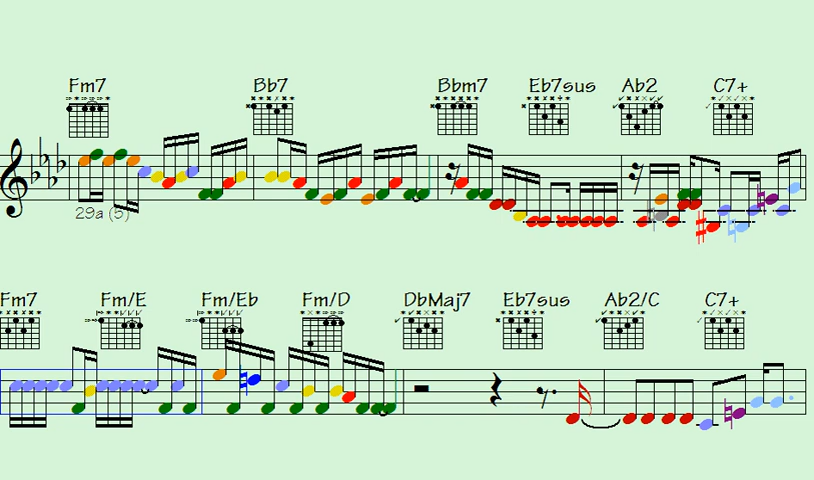 Fm7 Bb7 Bbm7 Eb7sus Ab2 C7+
29a (5)
Fm7 Fm/E Fm/Eb Fm/D DbMaj7 Eb7sus Ab2/C C7+